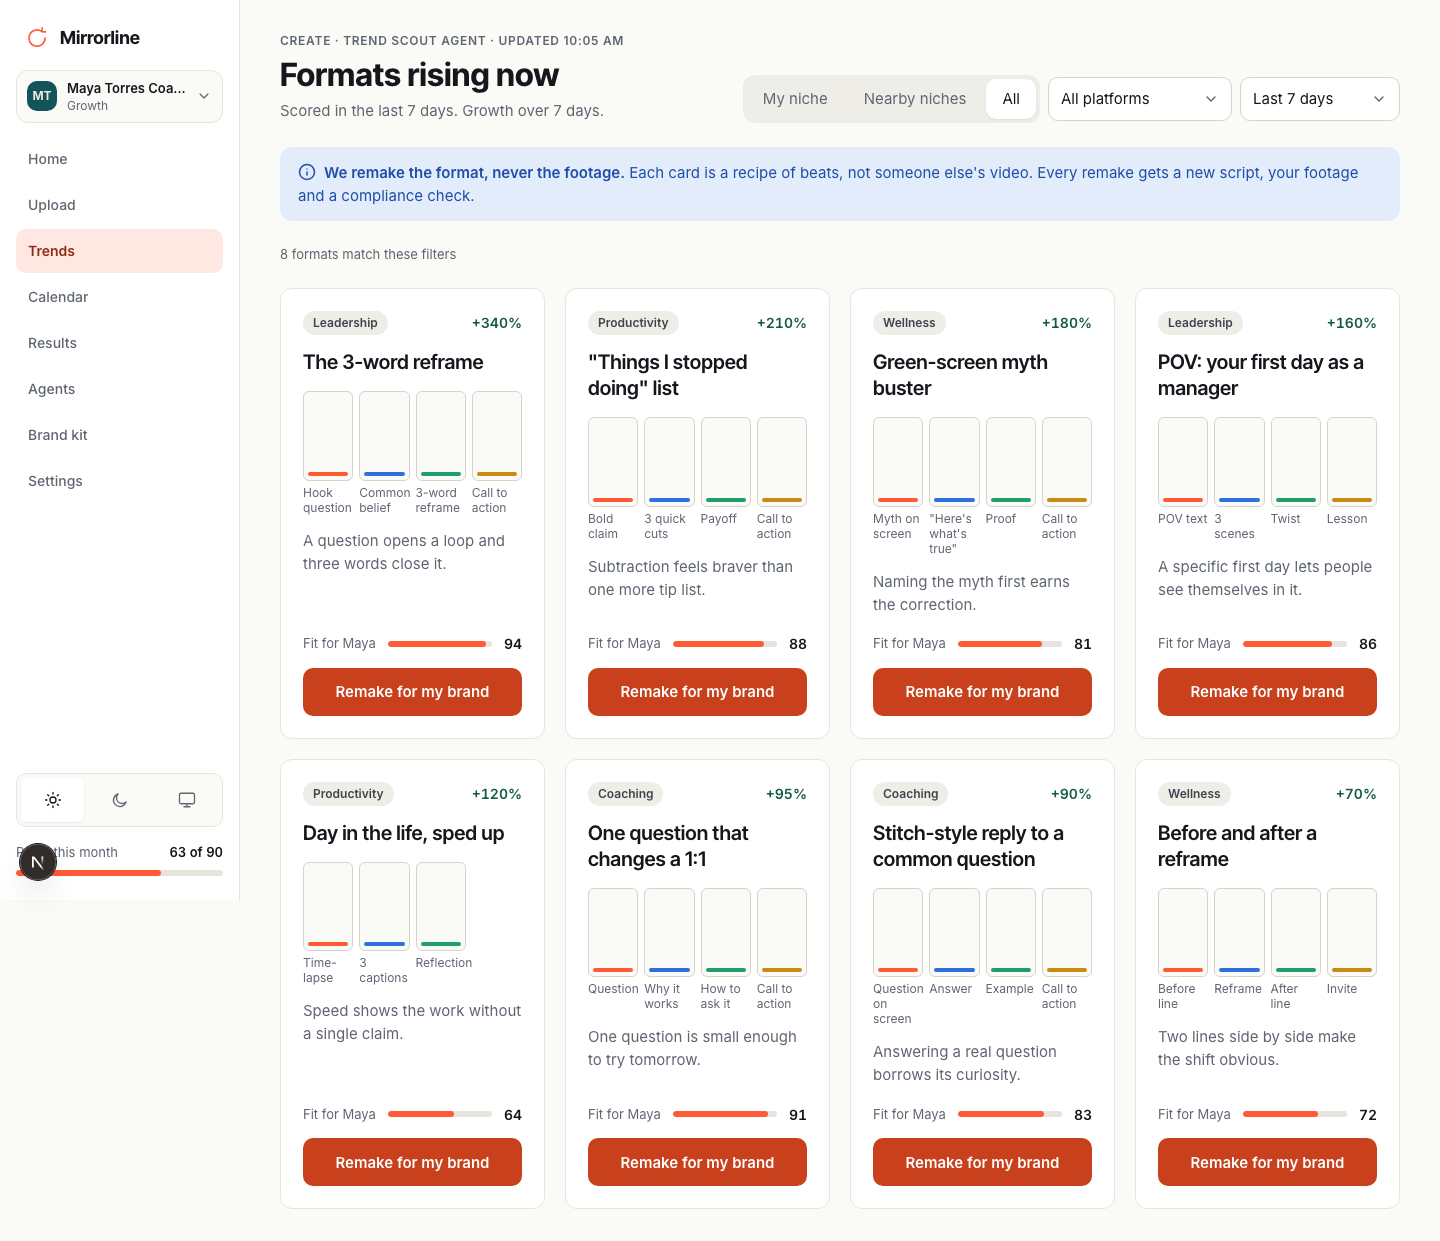 Mirrorline
MT
Maya Torres Coa...
Growth
Home
Upload
Trends
Calendar
Results
Agents
Brand kit
Settings
this month
63 of 90
N
CREATE · TREND SCOUT AGENT · UPDATED 10:05 AM
Formats rising now
Scored in the last 7 days. Growth over 7 days.
My niche
Nearby niches
All
All platforms
Last 7 days
We remake the format, never the footage. Each card is a recipe of beats, not someone else's video. Every remake gets a new script, your footage
and a compliance check.
8 formats match these filters
Leadership
+340%
The 3-word reframe
Hook
question
Common
belief
3-word
reframe
Call to
action
A question opens a loop and
three words close it.
Fit for Maya
94
Remake for my brand
Productivity
+210%
"Things I stopped
doing" list
Bold
claim
3 quick
cuts
Payoff
Call to
action
Subtraction feels braver than
one more tip list.
Fit for Maya
88
Remake for my brand
Wellness
+180%
Green-screen myth
buster
Myth on
screen
"Here's
what's
true"
Proof
Call to
action
Naming the myth first earns
the correction.
Fit for Maya
81
Remake for my brand
Leadership
+160%
POV: your first day as a
manager
POV text
3
scenes
Twist
Lesson
A specific first day lets people
see themselves in it.
Fit for Maya
86
Remake for my brand
Productivity
+120%
Day in the life, sped up
Time-
lapse
3
captions
Reflection
Speed shows the work without
a single claim.
Fit for Maya
64
Remake for my brand
Coaching
+95%
One question that
changes a 1:1
Question
Why it
works
How to
ask it
Call to
action
One question is small enough
to try tomorrow.
Fit for Maya
91
Remake for my brand
Coaching
+90%
Stitch-style reply to a
common question
Question
on
screen
Answer
Example
Call to
action
Answering a real question
borrows its curiosity.
Fit for Maya
83
Remake for my brand
Wellness
+70%
Before and after a
reframe
Before
line
Reframe
After
line
Invite
Two lines side by side make
the shift obvious.
Fit for Maya
72
Remake for my brand